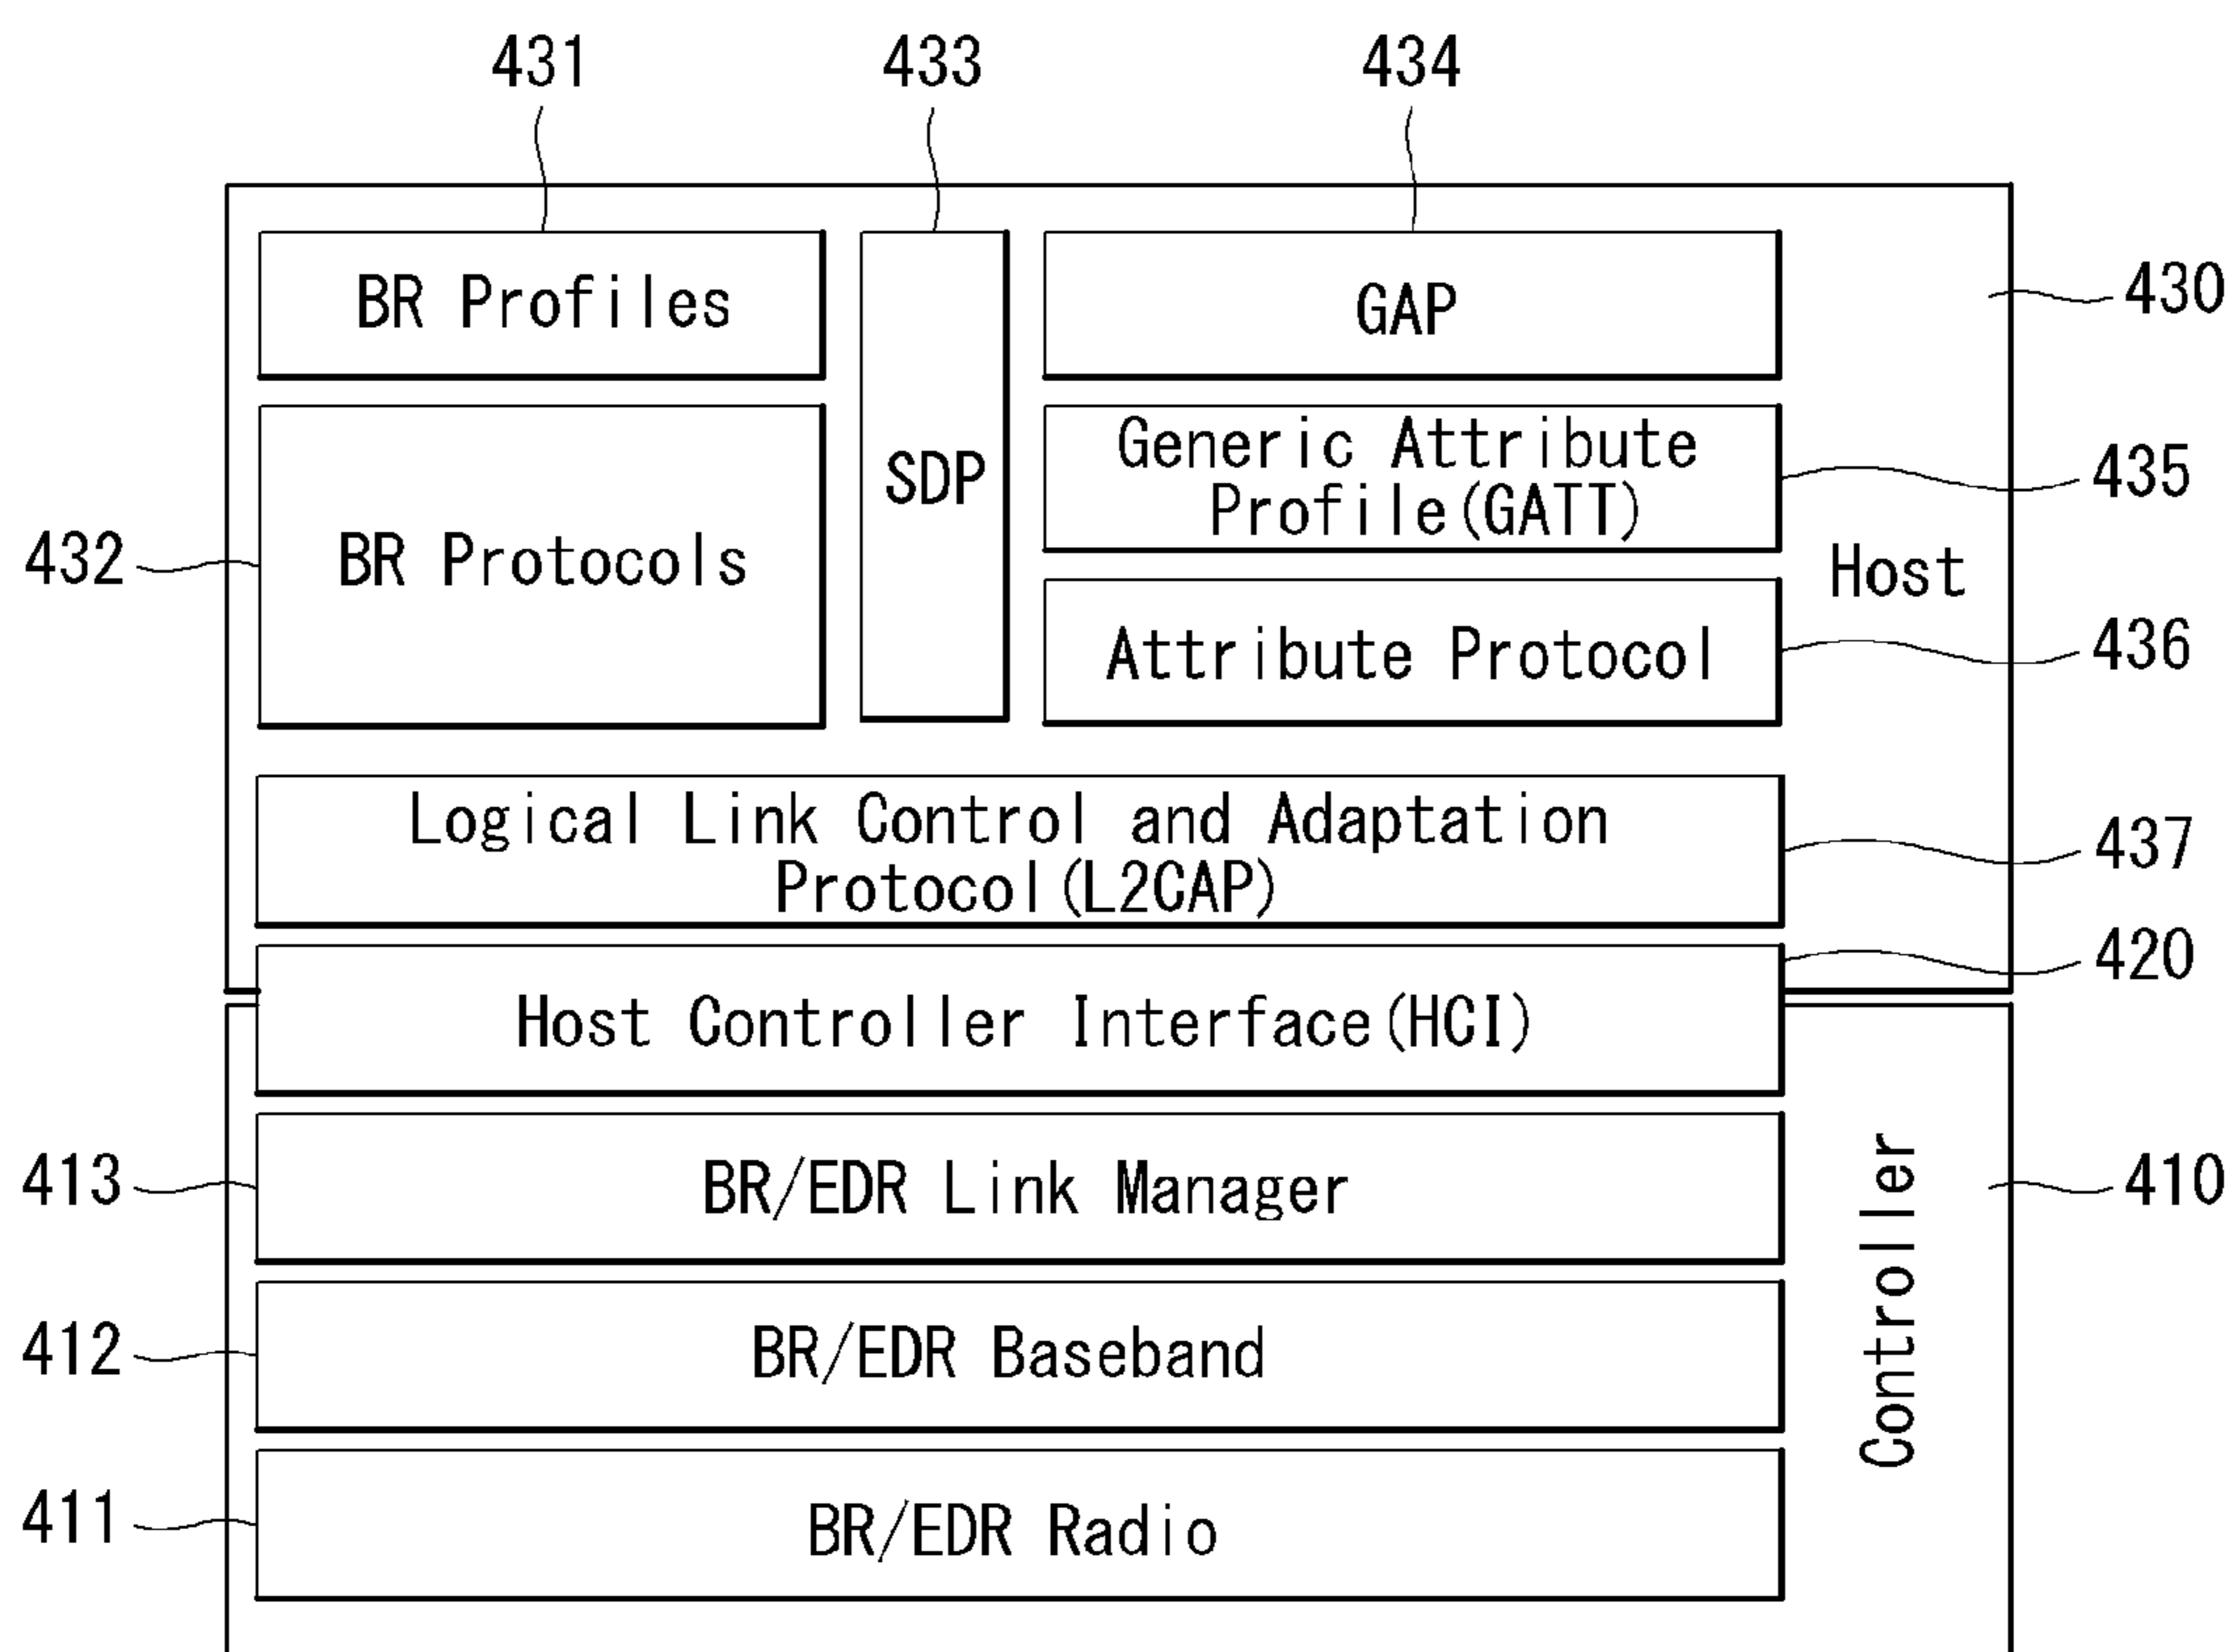 431
433
434
BR Profiles
GAP
430
Generic Attribute
Profile(GATT)
435
SDP
432
BR Protocols
Host
Attribute Protocol
436
Logical Link Control and Adaptation
Protocol(L2CAP)
437
420
Host Controller Interface(HCI)
413
BR/EDR Link Manager
410
Controller
412
BR/EDR Baseband
411
BR/EDR Radio